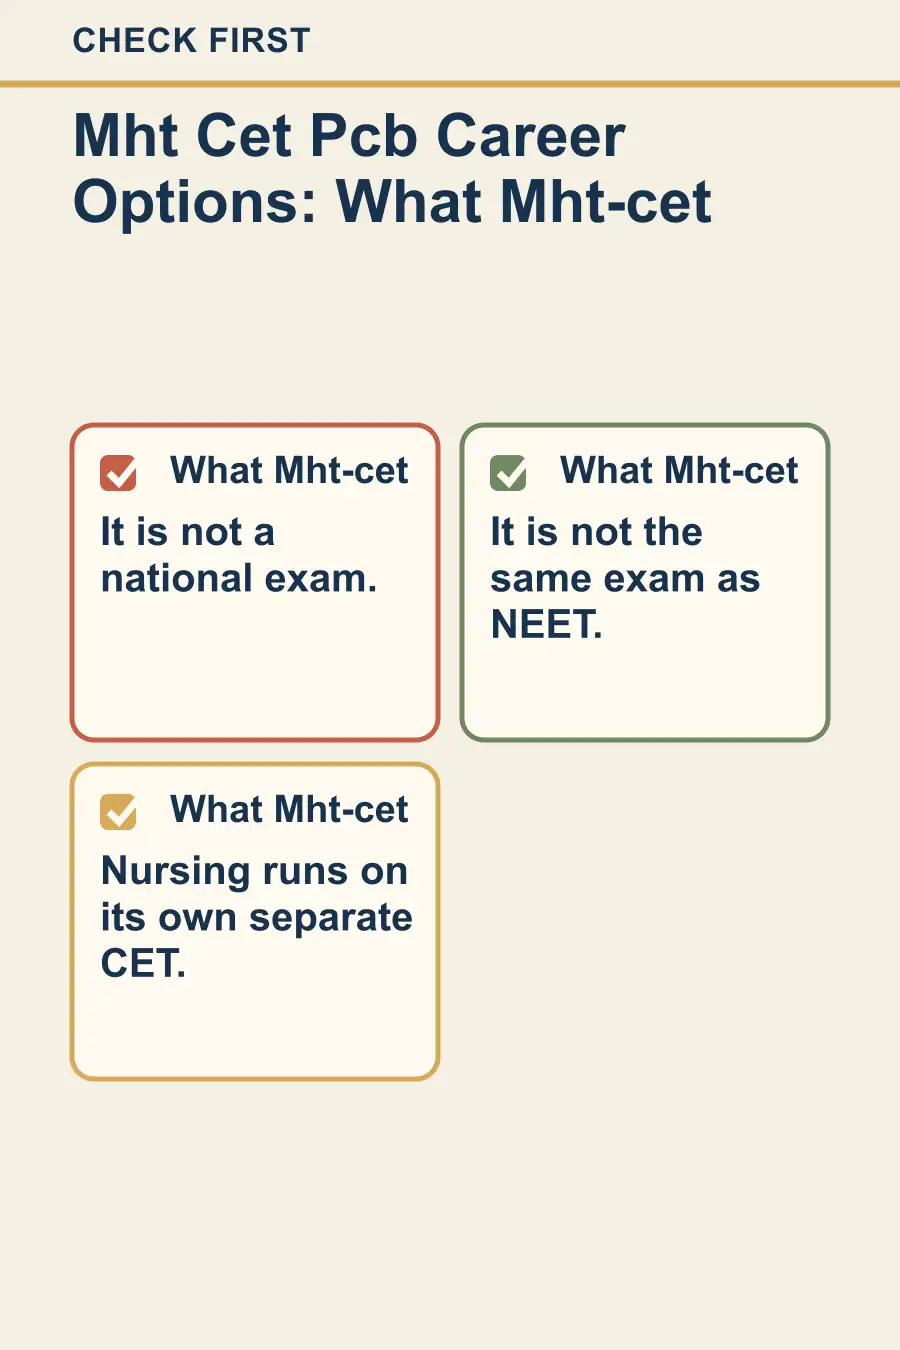 CHECK FIRST
Mht Cet Pcb Career
Options: What Mht-cet
What Mht-cet
It is not a
national exam.
What Mht-cet
It is not the
same exam as
NEET.
What Mht-cet
Nursing runs on
its own separate
CET.